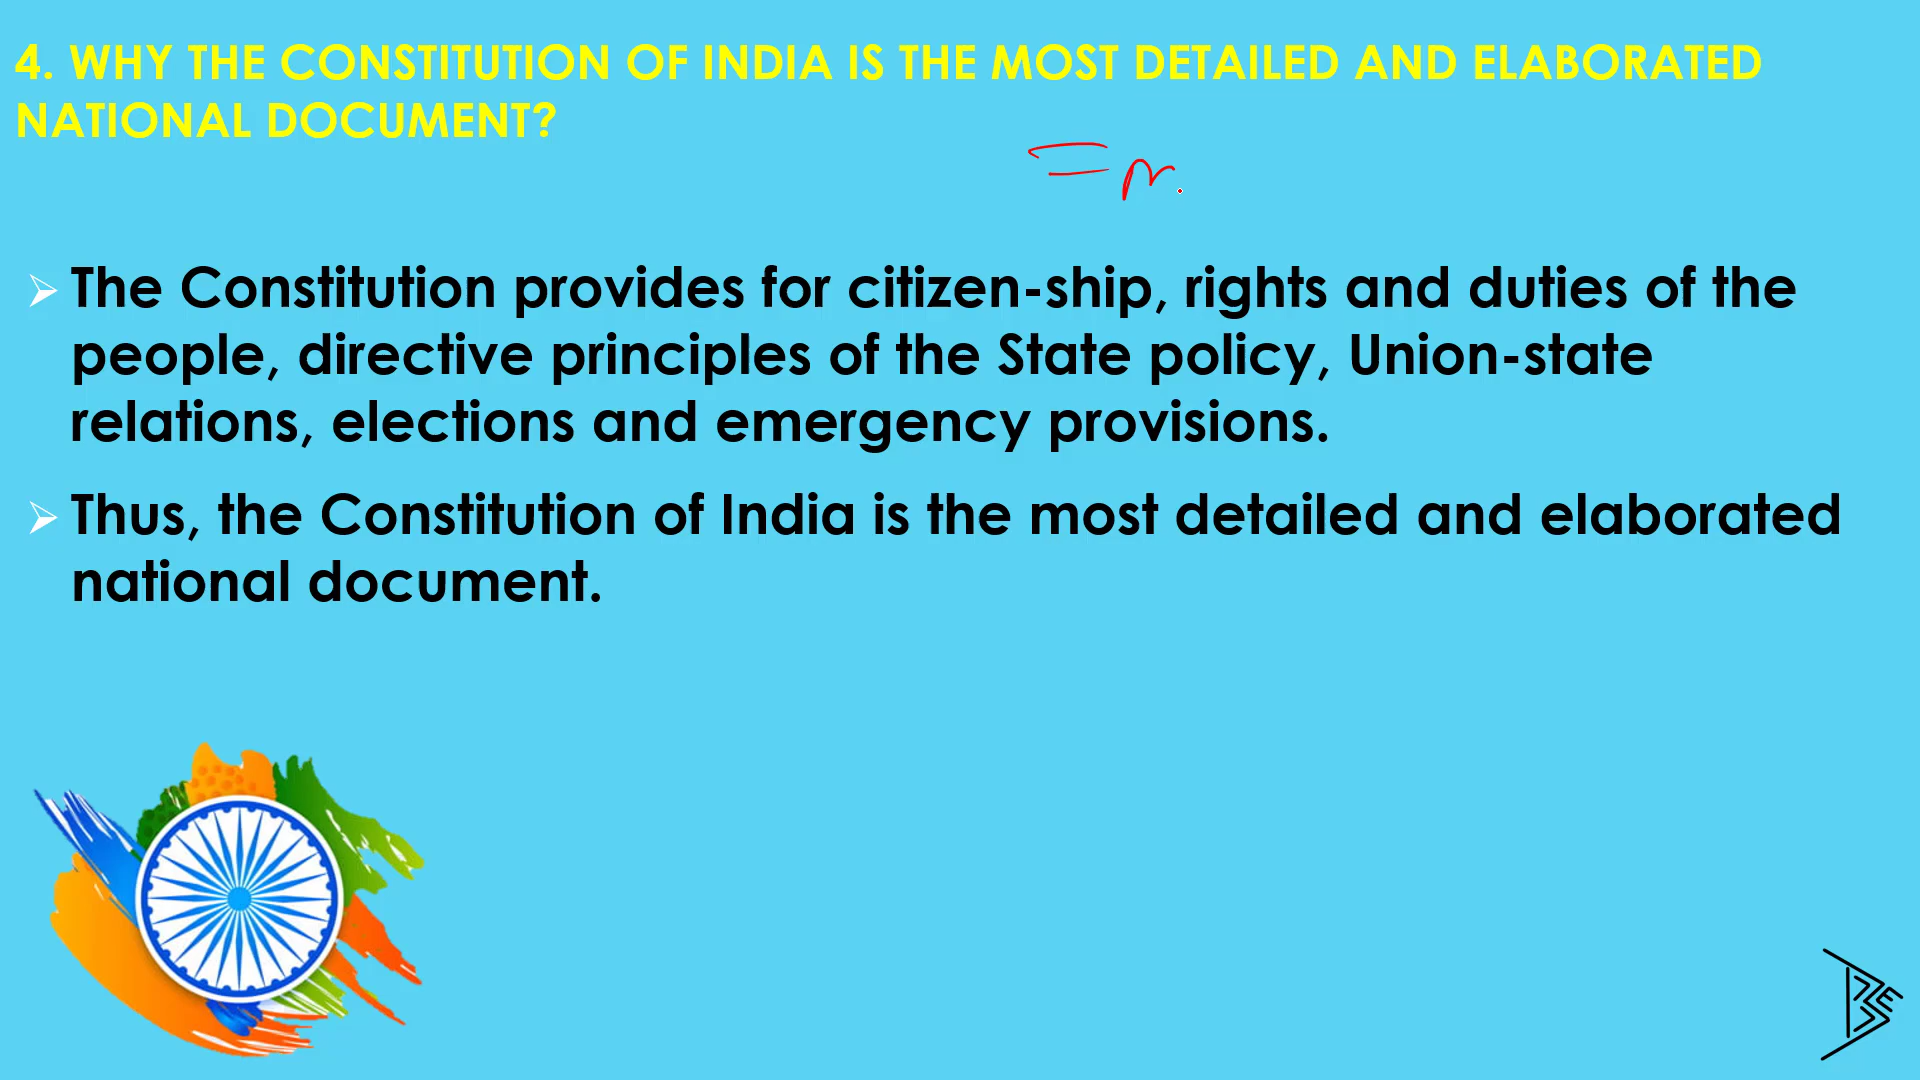 4. WHY THE CONSTITUTION OF INDIA IS THE MOST DETAILED AND ELABORATED
NATIONAL DOCUMENT?
The Constitution provides for citizen-ship, rights and duties of the
people, directive principles of the State policy, Union-state
relations, elections and emergency provisions.
Thus, the Constitution of India is the most detailed and elaborated
national document.